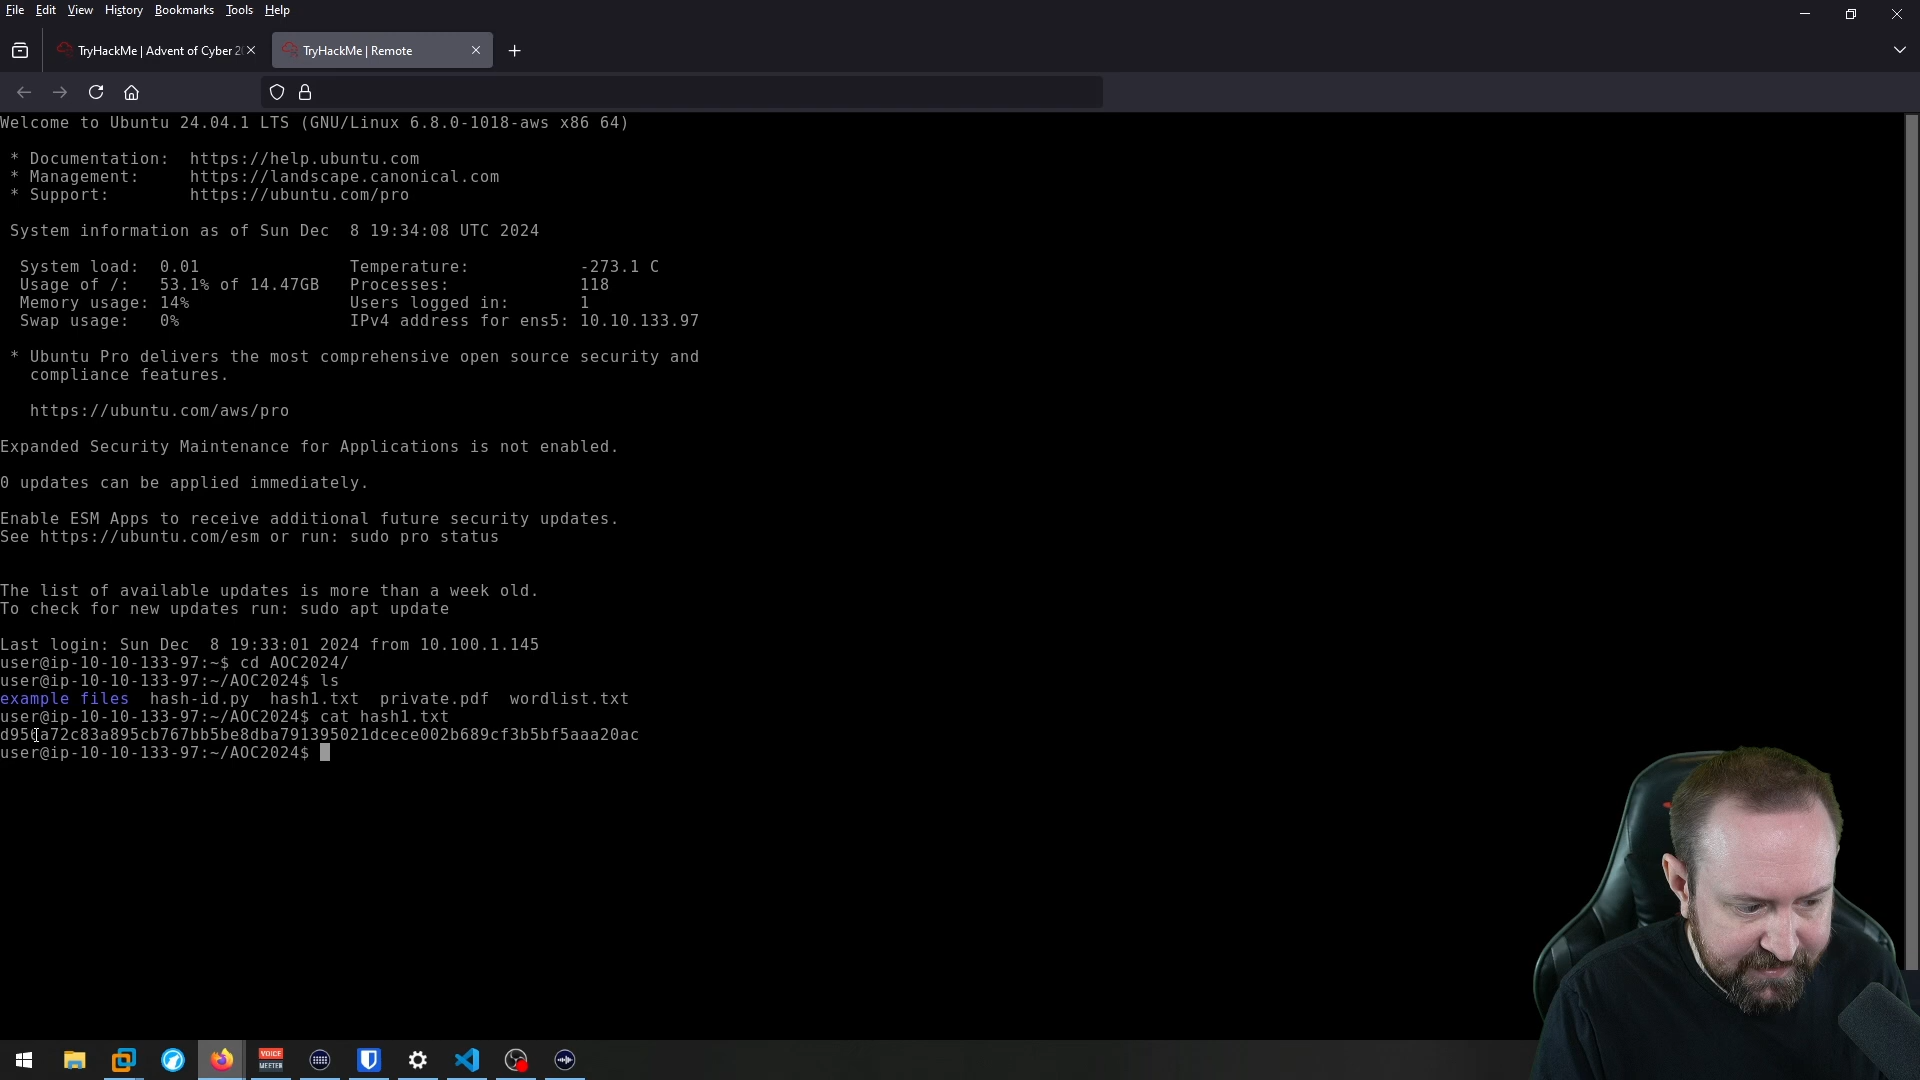 File Edit View History Bookmarks Tools Help
TryHackMe | Advent of Cyber 2
TryHackMe | Remote
Welcome to Ubuntu 24.04.1 LTS (GNU/Linux 6.8.0-1018-aws x86 64)
* Documentation: https://help.ubuntu.com
* Management: https://landscape.canonical.com
* Support: https://ubuntu.com/pro
System information as of Sun Dec 8 19:34:08 UTC 2024
System load: 0.01 Temperature: -273.1 C
Usage of /: 53.1% of 14.47GB Processes: 118
Memory usage: 14% Users logged in: 1
Swap usage: 0% IPv4 address for ens5: 10.10.133.97
* Ubuntu Pro delivers the most comprehensive open source security and
compliance features.
https://ubuntu.com/aws/pro
Expanded Security Maintenance for Applications is not enabled.
0 updates can be applied immediately.
Enable ESM Apps to receive additional future security updates.
See https://ubuntu.com/esm or run: sudo pro status
The list of available updates is more than a week old.
To check for new updates run: sudo apt update
Last login: Sun Dec 8 19:33:01 2024 from 10.100.1.145
user@ip-10-10-133-97:~$ cd AOC2024/
user@ip-10-10-133-97:~/AOC2024$ ls
example files hash-id.py hash1.txt private.pdf wordlist.txt
user@ip-10-10-133-97:~/AOC2024$ cat hash1.txt
d956a72c83a895cb767bb5be8dba791395021dcece002b689cf3b5bf5aaa20ac
user@ip-10-10-133-97:~/AOC2024$
VOICE
MEETER